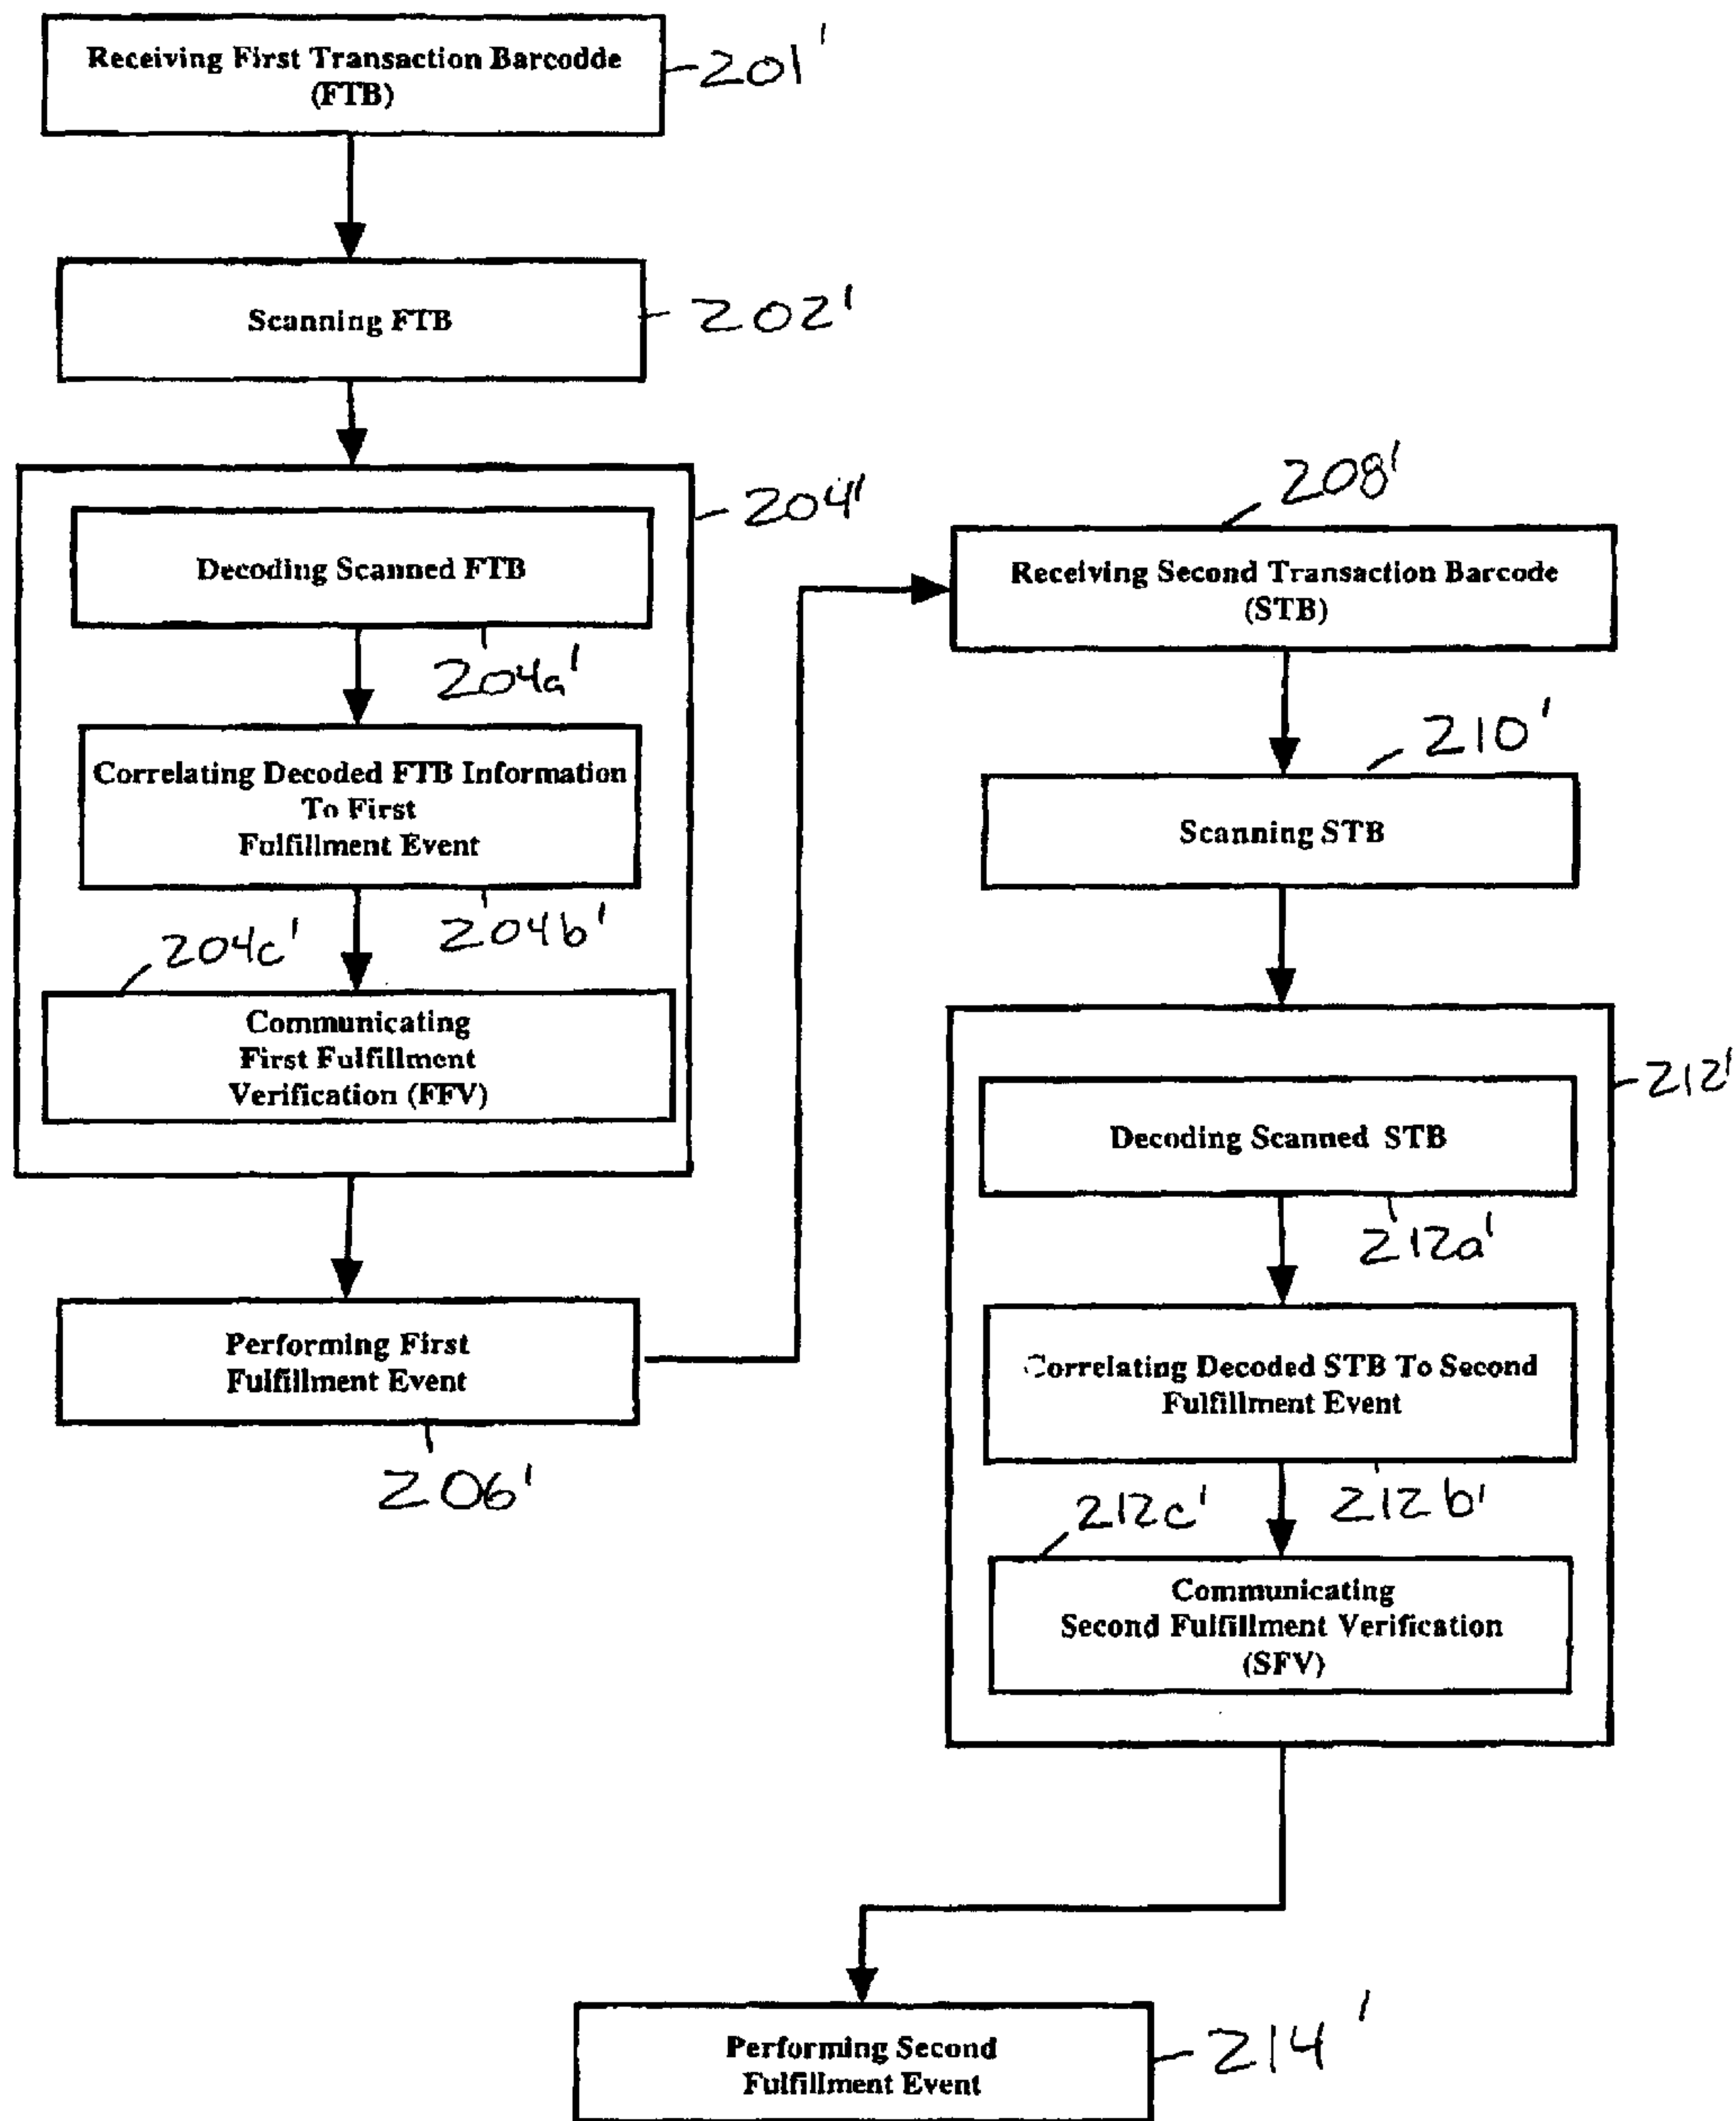 Receiving First Transaction Barcodde
(FTB)
201'
Scanning FTB
202'
204'
Decoding Scanned FTB
204a'
Correlating Decoded FTB Information
To First
Fulfillment Event
204b'
204c'
Communicating
First Fulfillment
Verification (FFV)
Performing First
Fulfillment Event
206'
208'
Receiving Second Transaction Barcode
(STB)
210'
Scanning STB
212'
Decoding Scanned STB
212a'
Correlating Decoded STB To Second
Fulfillment Event
212b'
212c'
Communicating
Second Fulfillment Verification
(SFV)
Performing Second
Fulfillment Event
214'